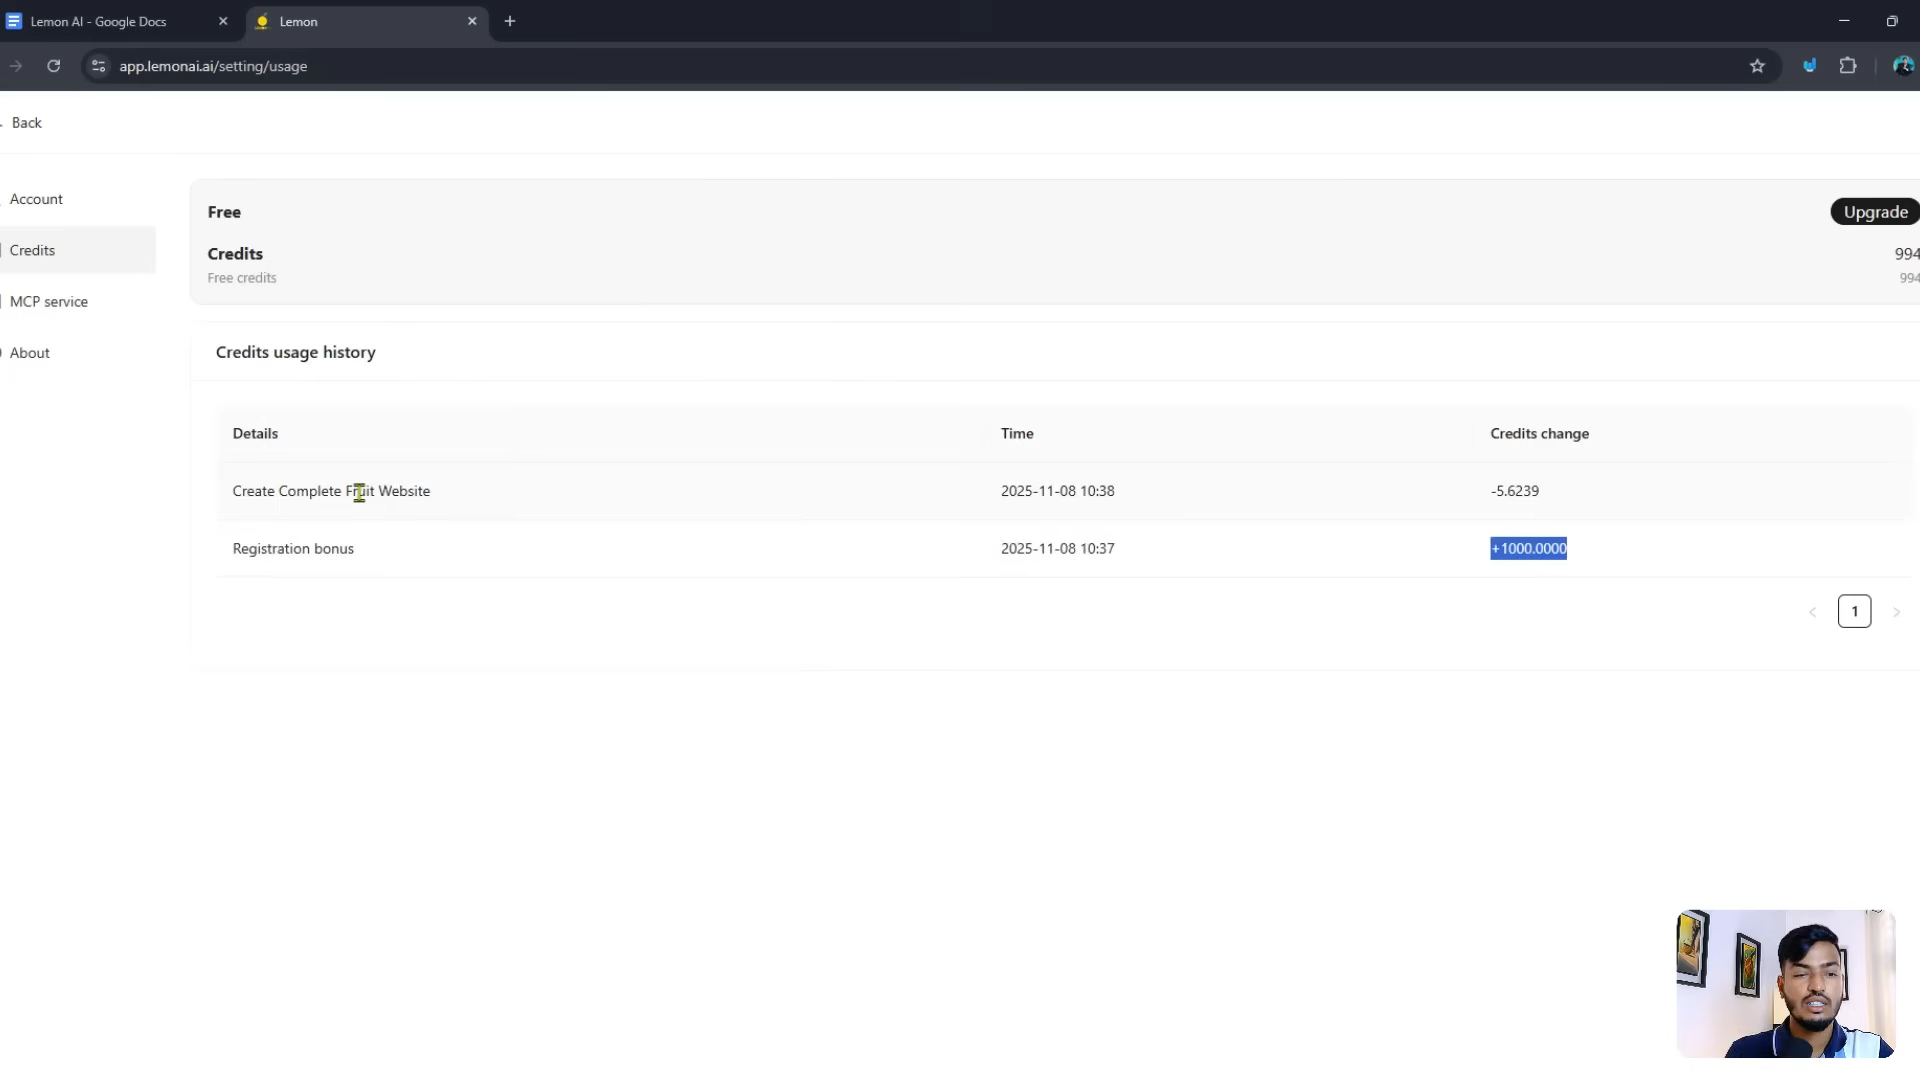 Lemon AI - Google Docs
Lemon
app.lemonai.ai/setting/usage
Back
Account
Credits
MCP service
About
Free
Upgrade
Credits
994
Free credits
994
Credits usage history
Details Time Credits change
Create Complete Fruit Website 2025-11-08 10:38 -5.6239
Registration bonus 2025-11-08 10:37 +1000.0000
< 1 >